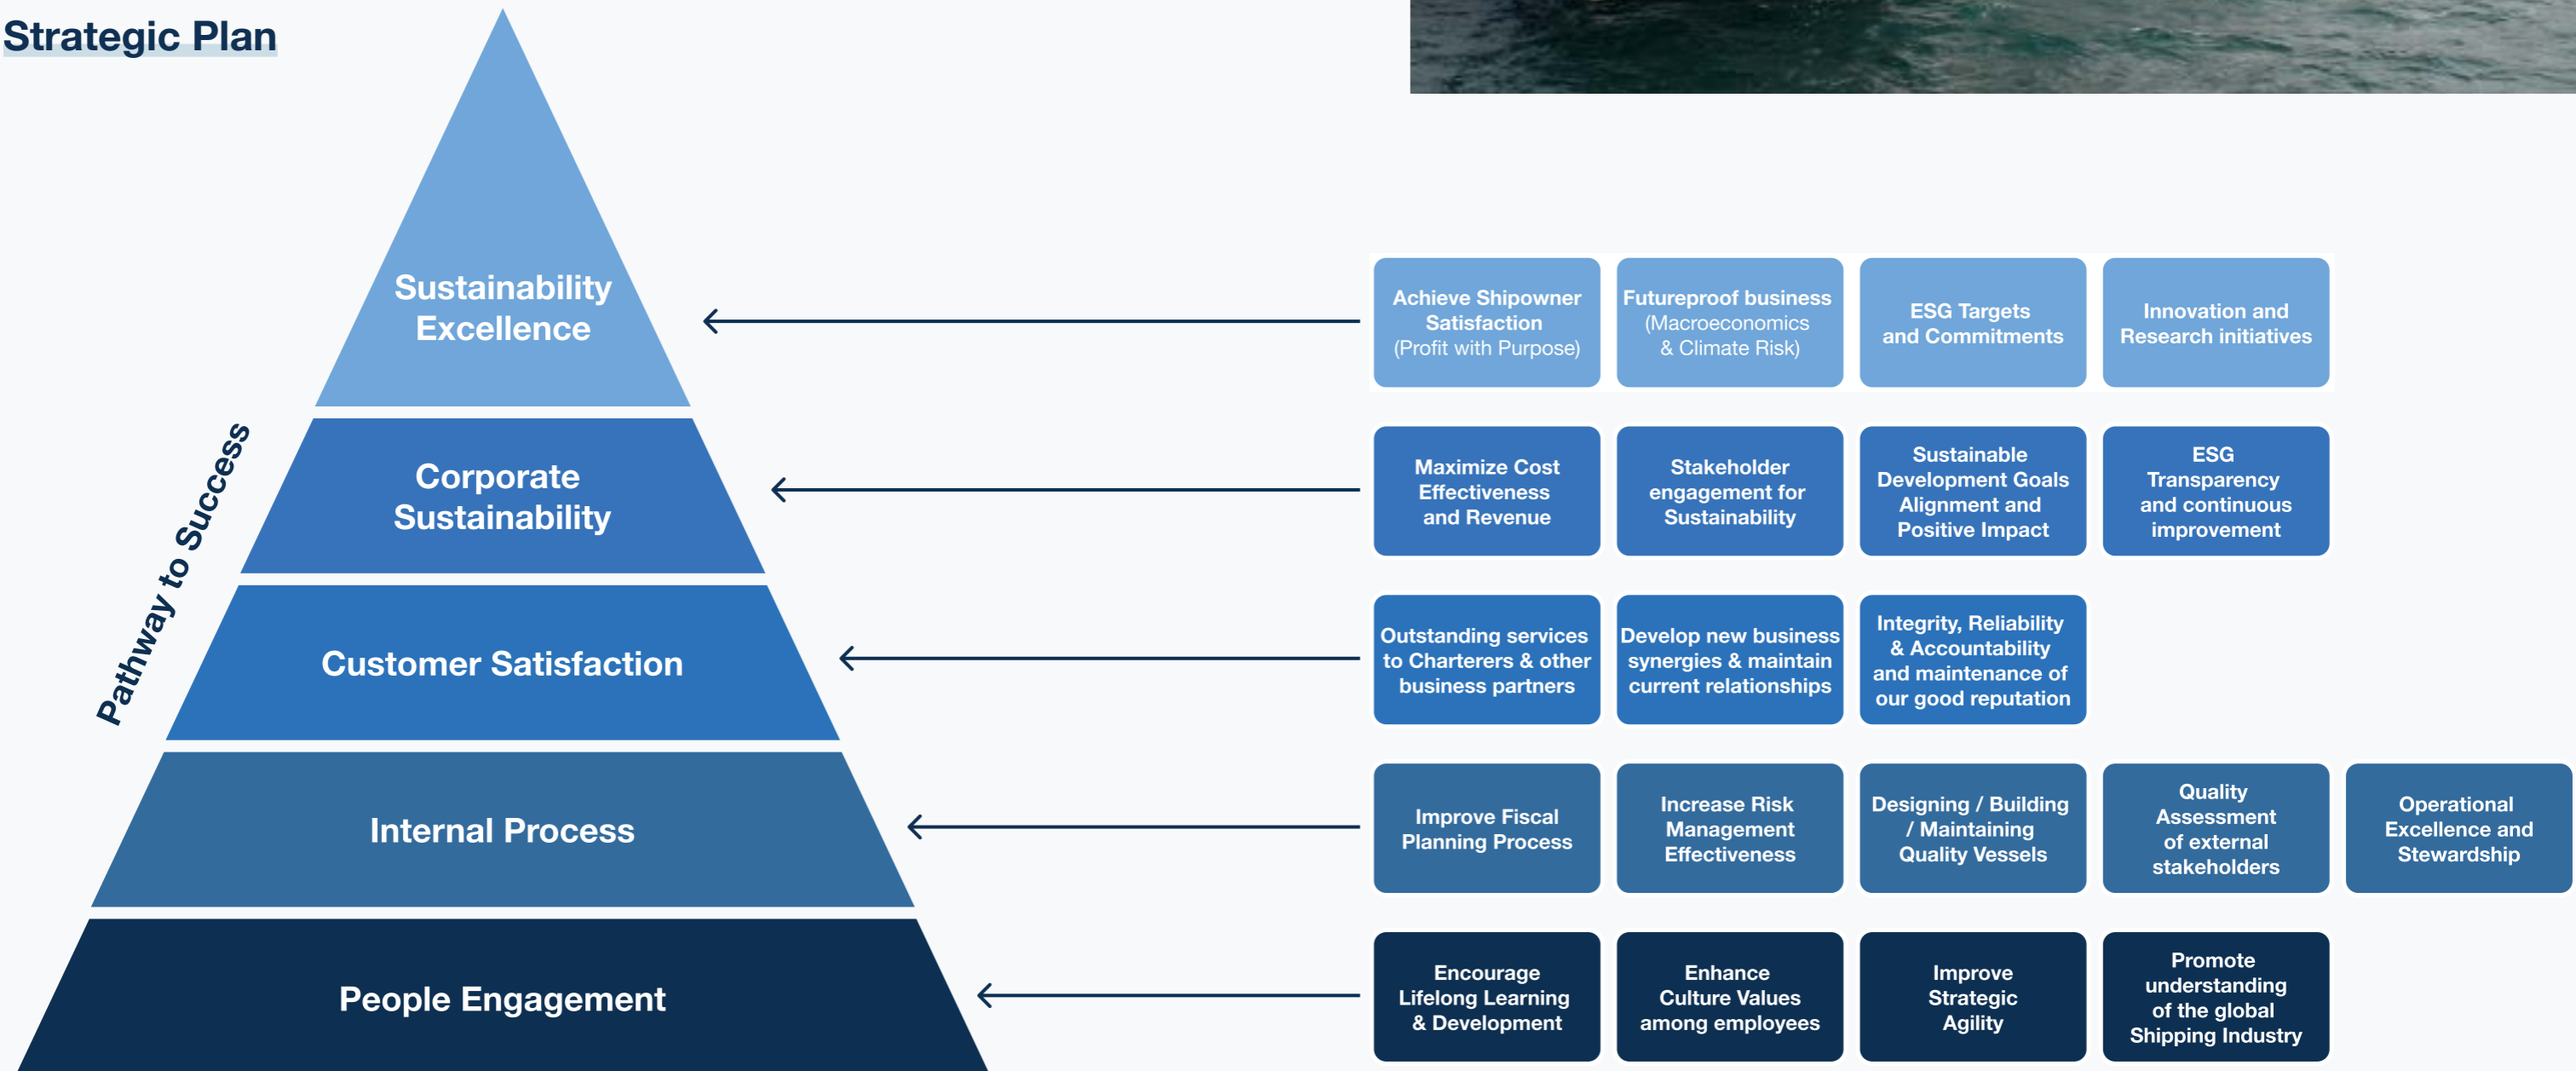 Strategic Plan
Pathway to Success
Sustainability
Excellence
Achieve Shipowner
Satisfaction
(Profit with Purpose)
Futureproof business
(Macroeconomics
& Climate Risk)
ESG Targets
and Commitments
Innovation and
Research initiatives
Corporate
Sustainability
Maximize Cost
Effectiveness
and Revenue
Stakeholder
engagement for
Sustainability
Sustainable
Development Goals
Alignment and
Positive Impact
ESG
Transparency
and continuous
improvement
Customer Satisfaction
Outstanding services
to Charterers & other
business partners
Develop new business
synergies & maintain
current relationships
Integrity, Reliability
& Accountability
and maintenance of
our good reputation
Internal Process
Improve Fiscal
Planning Process
Increase Risk
Management
Effectiveness
Designing / Building
/ Maintaining
Quality Vessels
Quality
Assessment
of external
stakeholders
Operational
Excellence and
Stewardship
People Engagement
Encourage
Lifelong Learning
& Development
Enhance
Culture Values
among employees
Improve
Strategic
Agility
Promote
understanding
of the global
Shipping Industry